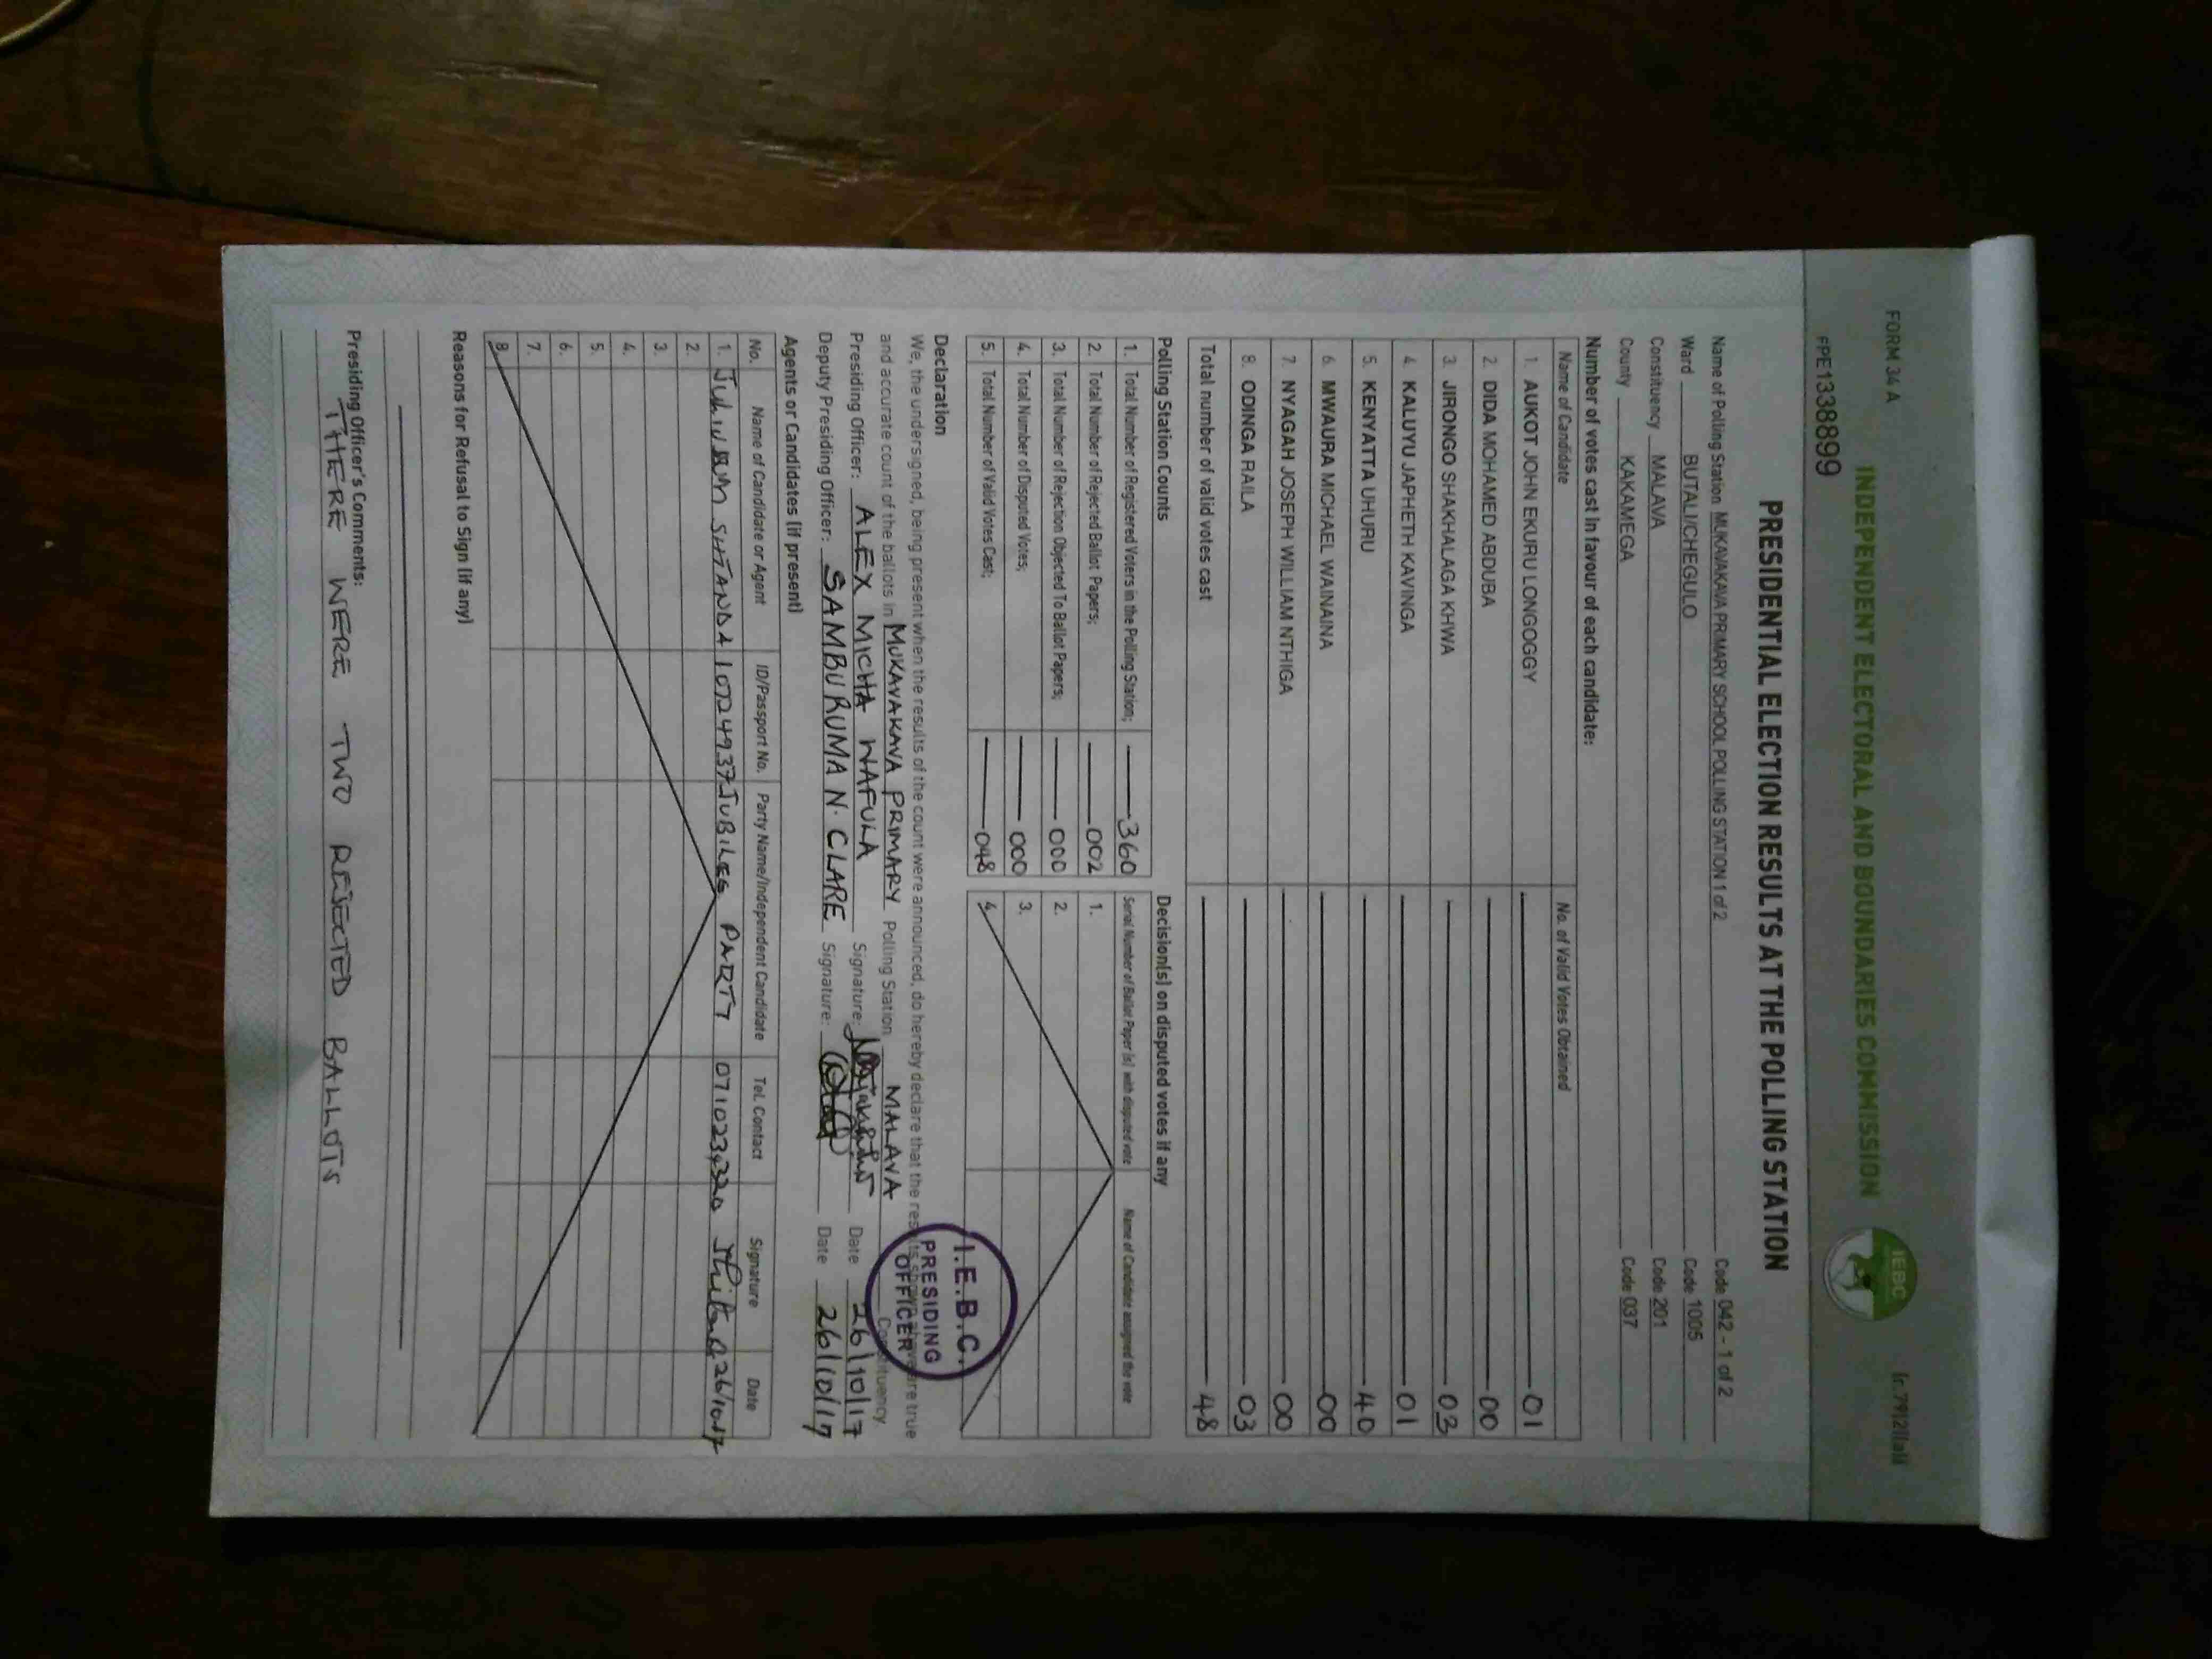 FORM 34 A
(r.79(2)(a))
INDEPENDENT ELECTORAL AND BOUNDARIES COMMISSION
IEBC
PPE1338899
PRESIDENTIAL ELECTION RESULTS AT THE POLLING STATION
Name of Polling Station MUKAVAKAVA PRIMARY SCHOOL POLLING STATION 1 of 2 Code 042 - 1 of 2
Ward BUTALI/CHEGULO Code 1005
Constituency MALAVA Code 201
County KAKAMEGA Code 037
Number of votes cast in favour of each candidate:
Name of Candidate No. of Valid Votes Obtained
1. AUKOT JOHN EKURU LONGOGGY 01
2. DIDA MOHAMED ABDUBA 00
3. JIRONGO SHAKHALAGA KHWA 03
4. KALUYU JAPHETH KAVINGA 01
5. KENYATTA UHURU 40
6. MWAURA MICHAEL WAINAINA 00
7. NYAGAH JOSEPH WILLIAM NTHIGA 00
8. ODINGA RAILA 03
Total number of valid votes cast 48
Polling Station Counts
1. Total Number of Registered Voters in the Polling Station; 360
2. Total Number of Rejected Ballot Papers; 002
3. Total Number of Rejection Objected To Ballot Papers; 000
4. Total Number of Disputed Votes; 000
5. Total Number of Valid Votes Cast; 048
Decision(s) on disputed votes if any
Serial Number of Ballot Paper (s) with disputed vote Name of Candidate assigned the vote
1.
2.
3.
4.
Declaration
We, the undersigned, being present when the results of the count were announced, do hereby declare that the results shown above are true
and accurate count of the ballots in MUKAVAKAVA PRIMARY Polling Station MALAVA Constituency
Presiding Officer: ALEX MICHA WAFULA Signature: Date 26/10/17
Deputy Presiding Officer: SAMBU RUMA N. CLARE Signature: Date 26/10/17
I.E.B.C.
PRESIDING
OFFICER
Agents or Candidates (if present)
No. Name of Candidate or Agent ID/Passport No. Party Name/Independent Candidate Tel. Contact Signature Date
1. SHITANDA 10724937 JUBILEE PARTY 26/10/17
2.
3.
4.
5.
6.
7.
8.
Reasons for Refusal to Sign (if any)
Presiding Officer's Comments:
THERE WERE TWO REJECTED BALLOTS